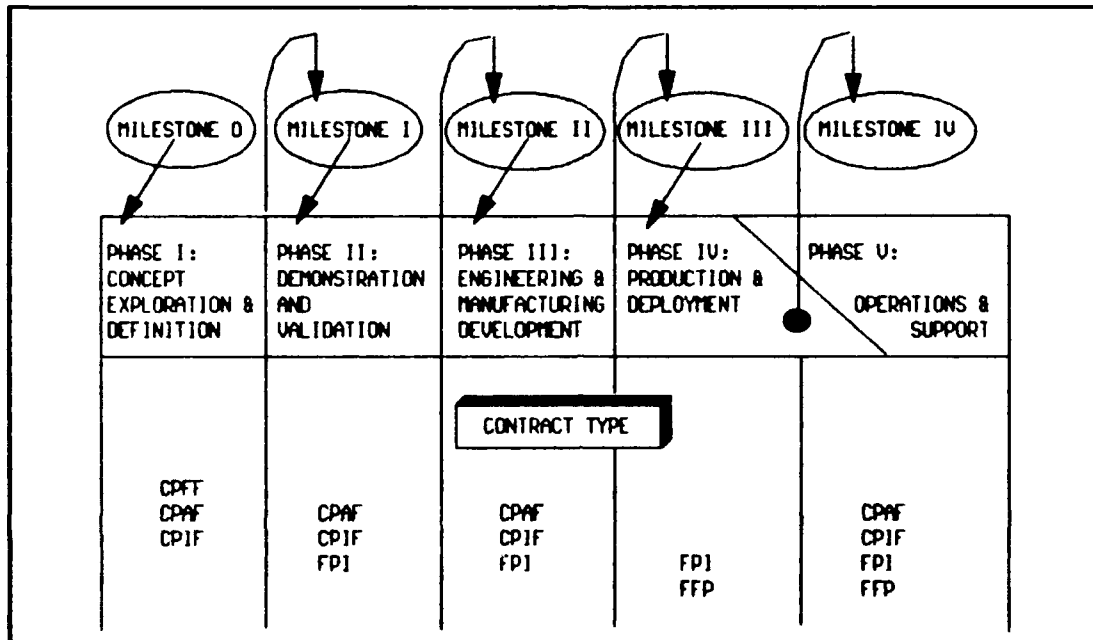 MILESTONE 0
MILESTONE I
MILESTONE II
MILESTONE III
MILESTONE IV
PHASE I:
CONCEPT
EXPLORATION &
DEFINITION
PHASE II:
DEMONSTRATION
AND
VALIDATION
PHASE III:
ENGINEERING &
MANUFACTURING
DEVELOPMENT
PHASE IV:
PRODUCTION &
DEPLOYMENT
PHASE V:
OPERATIONS &
SUPPORT
CONTRACT TYPE
CPFF
CPAF
CPIF
CPAF
CPIF
FPI
CPAF
CPIF
FPI
FPI
FFP
CPAF
CPIF
FPI
FFP